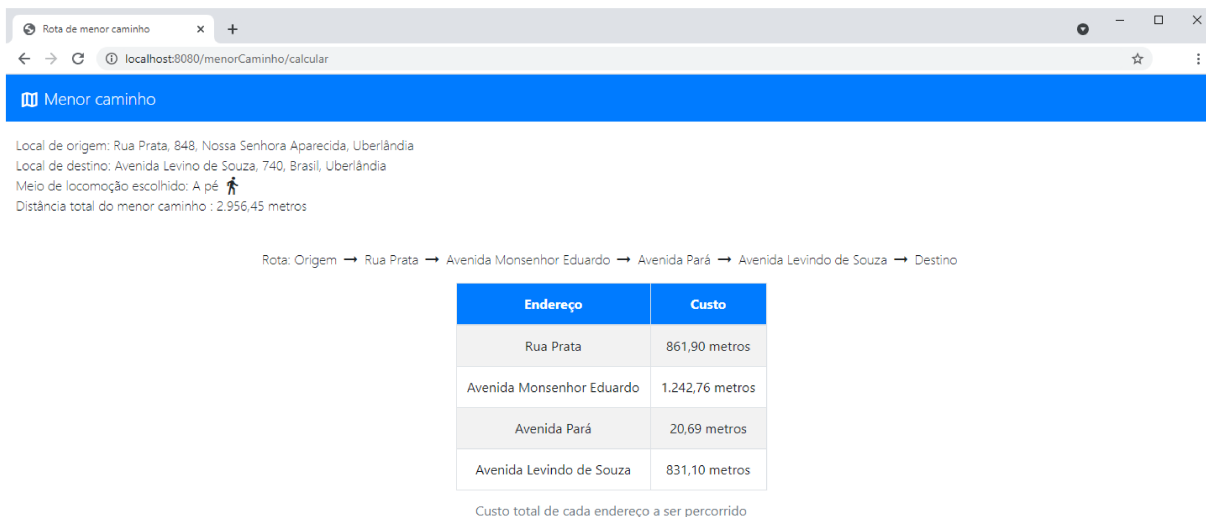 Rota de menor caminho
localhost:8080/menorCaminho/calcular
Menor caminho
Local de origem: Rua Prata, 848, Nossa Senhora Aparecida, Uberlândia
Local de destino: Avenida Levino de Souza, 740, Brasil, Uberlândia
Meio de locomoção escolhido: A pé
Distância total do menor caminho : 2.956,45 metros
Rota: Origem → Rua Prata → Avenida Monsenhor Eduardo → Avenida Pará → Avenida Levindo de Souza → Destino
Endereço Custo
Rua Prata 861,90 metros
Avenida Monsenhor Eduardo 1.242,76 metros
Avenida Pará 20,69 metros
Avenida Levindo de Souza 831,10 metros
Custo total de cada endereço a ser percorrido